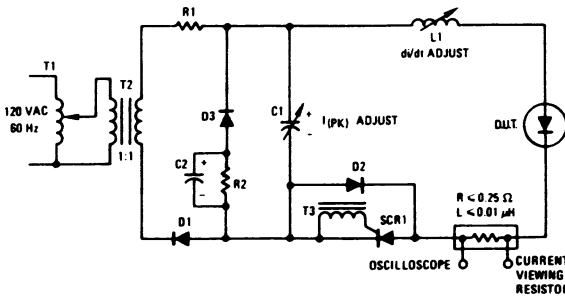 R1
L1
di/dt ADJUST
T1
T2
120 VAC
60 Hz
1:1
D3
C1
+
-
I(PK) ADJUST
D.U.T.
C2
+
-
R2
D2
T3
SCR1
D1
R ≤ 0.25 Ω
L ≤ 0.01 μH
OSCILLOSCOPE
CURRENT
VIEWING
RESISTOR